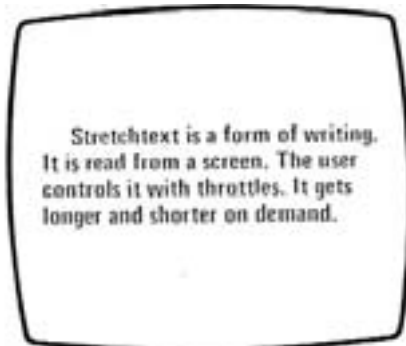 Stretchtext is a form of writing.
It is read from a screen. The user
controls it with throttles. It gets
longer and shorter on demand.